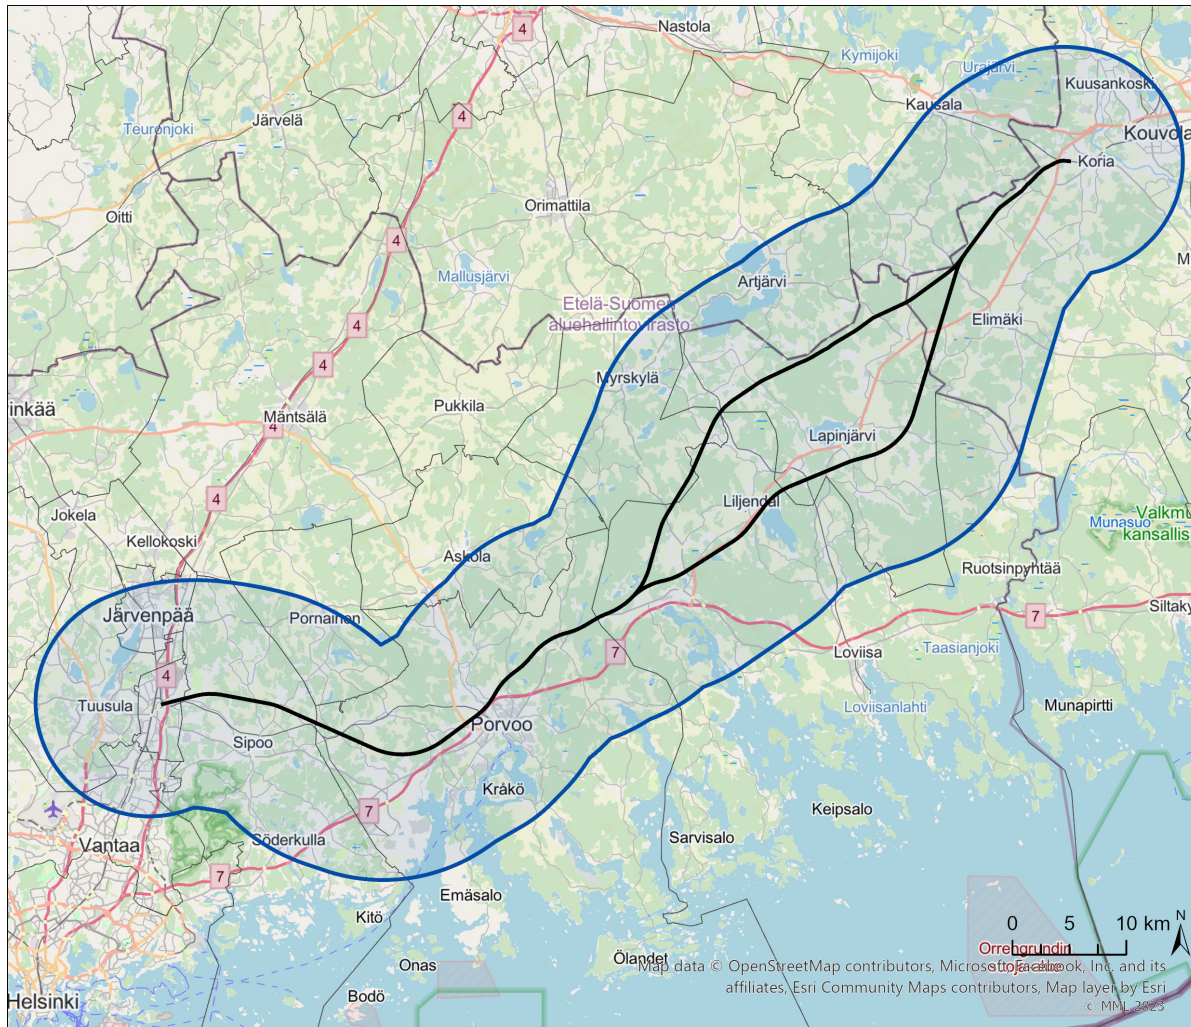 4
Nastola
Kymijoki
Urajärvi
Kuusankoski
Kausala
4
Teuronjoki
Järvelä
Kouvola
Koria
Oitti
Orimattila
4
Mallusjärvi
Artjärvi
Etelä-Suomen
aluehallintovirasto
4
Elimäki
4
Myrskylä
rinkää
Pukkila
Mäntsälä
4
Lapinjärvi
4
Liljendal
Jokela
Valkmu
Munasuo
kansallis
Kellokoski
Askola
Ruotsinpyhtää
Järvenpää
Pornainen
7
Siltaky
7
Loviisa
Taasianjoki
4
Tuusula
Loviisanlahti
Munapirtti
Porvoo
Sipoo
Kråkö
7
Keipsalo
Vantaa
Söderkulla
Sarvisalo
7
Emäsalo
Kitö
0 5 10 km
N
Orrengrundin
Ölandet
Onas
Map data © OpenStreetMap contributors, Microsoft, Facebook, Inc. and its
affiliates, Esri Community Maps contributors, Map layer by Esri
Bodö
© MML 2023
Helsinki